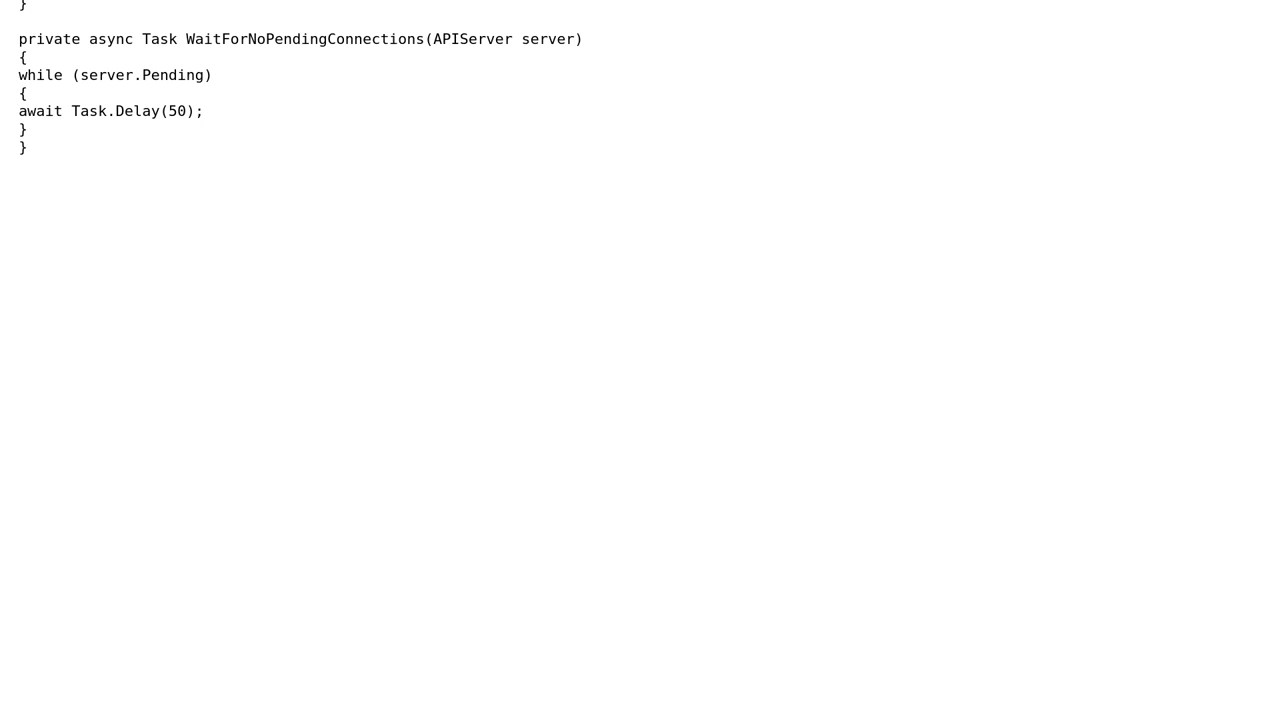 }
private async Task WaitForNoPendingConnections(APIServer server)
{
while (server.Pending)
{
await Task.Delay(50);
}
}